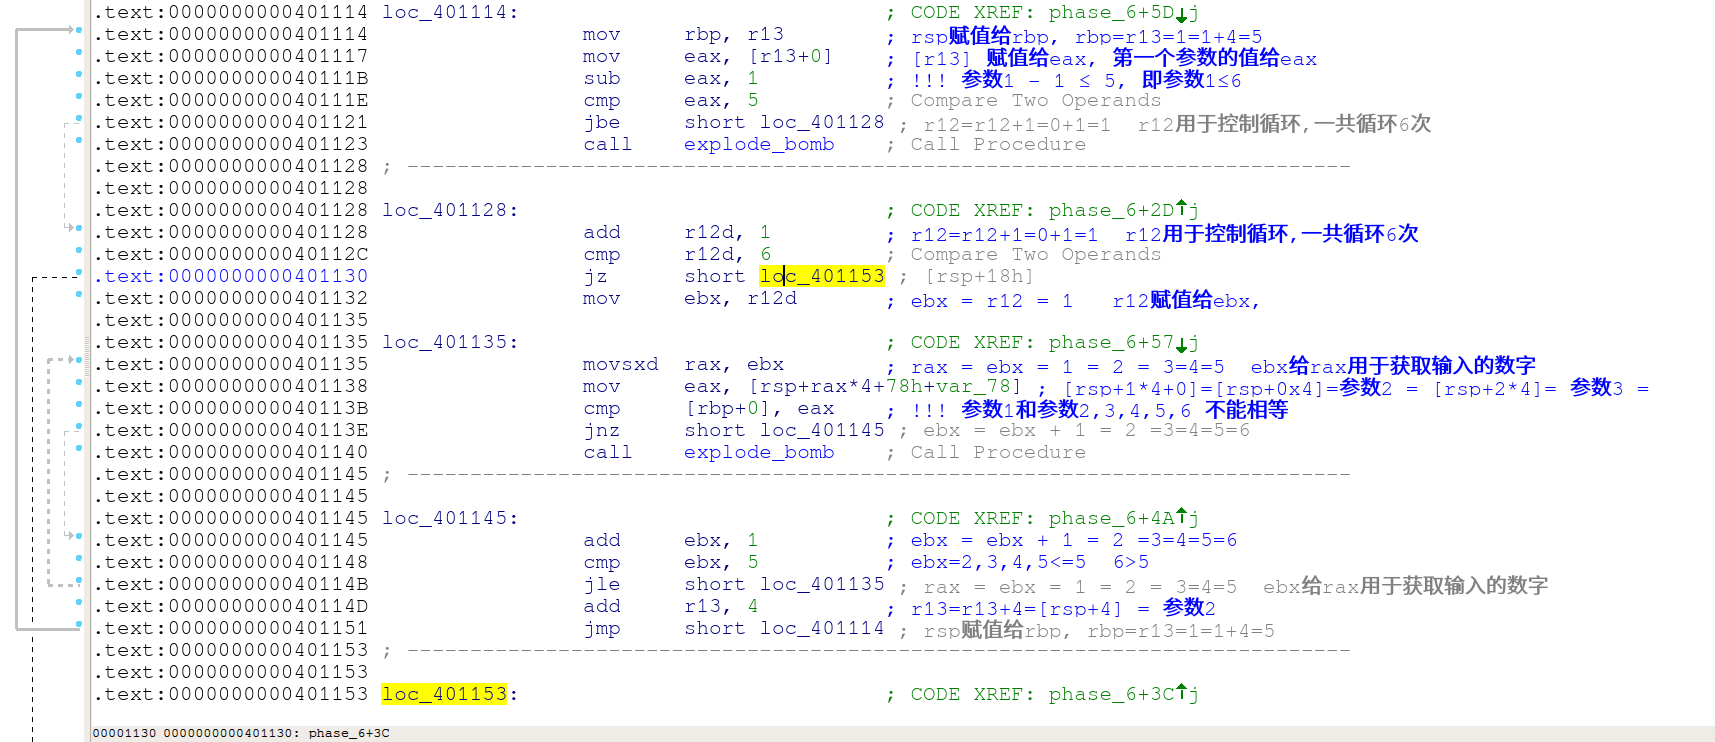 .text:0000000000401114 loc_401114:                             ; CODE XREF: phase_6+5D↓j
.text:0000000000401114                 mov     rbp, r13        ; rsp赋值给rbp, rbp=r13=1=1+4=5
.text:0000000000401117                 mov     eax, [r13+0]    ; [r13] 赋值给eax, 第一个参数的值给eax
.text:000000000040111B                 sub     eax, 1          ; !!! 参数1 - 1 ≤ 5, 即参数1≤6
.text:000000000040111E                 cmp     eax, 5          ; Compare Two Operands
.text:0000000000401121                 jbe     short loc_401128 ; r12=r12+1=0+1=1  r12用于控制循环,一共循环6次
.text:0000000000401123                 call    explode_bomb    ; Call Procedure
.text:0000000000401128 ; ---------------------------------------------------------------------------
.text:0000000000401128
.text:0000000000401128 loc_401128:                             ; CODE XREF: phase_6+2D↑j
.text:0000000000401128                 add     r12d, 1         ; r12=r12+1=0+1=1  r12用于控制循环,一共循环6次
.text:000000000040112C                 cmp     r12d, 6         ; Compare Two Operands
.text:0000000000401130                 jz      short loc_401153 ; [rsp+18h]
.text:0000000000401132                 mov     ebx, r12d       ; ebx = r12 = 1   r12赋值给ebx,
.text:0000000000401135
.text:0000000000401135 loc_401135:                             ; CODE XREF: phase_6+57↓j
.text:0000000000401135                 movsxd  rax, ebx        ; rax = ebx = 1 = 2 = 3=4=5  ebx给rax用于获取输入的数字
.text:0000000000401138                 mov     eax, [rsp+rax*4+78h+var_78] ; [rsp+1*4+0]=[rsp+0x4]=参数2 = [rsp+2*4]= 参数3 =
.text:000000000040113B                 cmp     [rbp+0], eax    ; !!! 参数1和参数2,3,4,5,6 不能相等
.text:000000000040113E                 jnz     short loc_401145 ; ebx = ebx + 1 = 2 =3=4=5=6
.text:0000000000401140                 call    explode_bomb    ; Call Procedure
.text:0000000000401145 ; ---------------------------------------------------------------------------
.text:0000000000401145
.text:0000000000401145 loc_401145:                             ; CODE XREF: phase_6+4A↑j
.text:0000000000401145                 add     ebx, 1          ; ebx = ebx + 1 = 2 =3=4=5=6
.text:0000000000401148                 cmp     ebx, 5          ; ebx=2,3,4,5<=5  6>5
.text:000000000040114B                 jle     short loc_401135 ; rax = ebx = 1 = 2 = 3=4=5  ebx给rax用于获取输入的数字
.text:000000000040114D                 add     r13, 4          ; r13=r13+4=[rsp+4] = 参数2
.text:0000000000401151                 jmp     short loc_401114 ; rsp赋值给rbp, rbp=r13=1=1+4=5
.text:0000000000401153 ; ---------------------------------------------------------------------------
.text:0000000000401153
.text:0000000000401153 loc_401153:                             ; CODE XREF: phase_6+3C↑j
00001130 0000000000401130: phase_6+3C